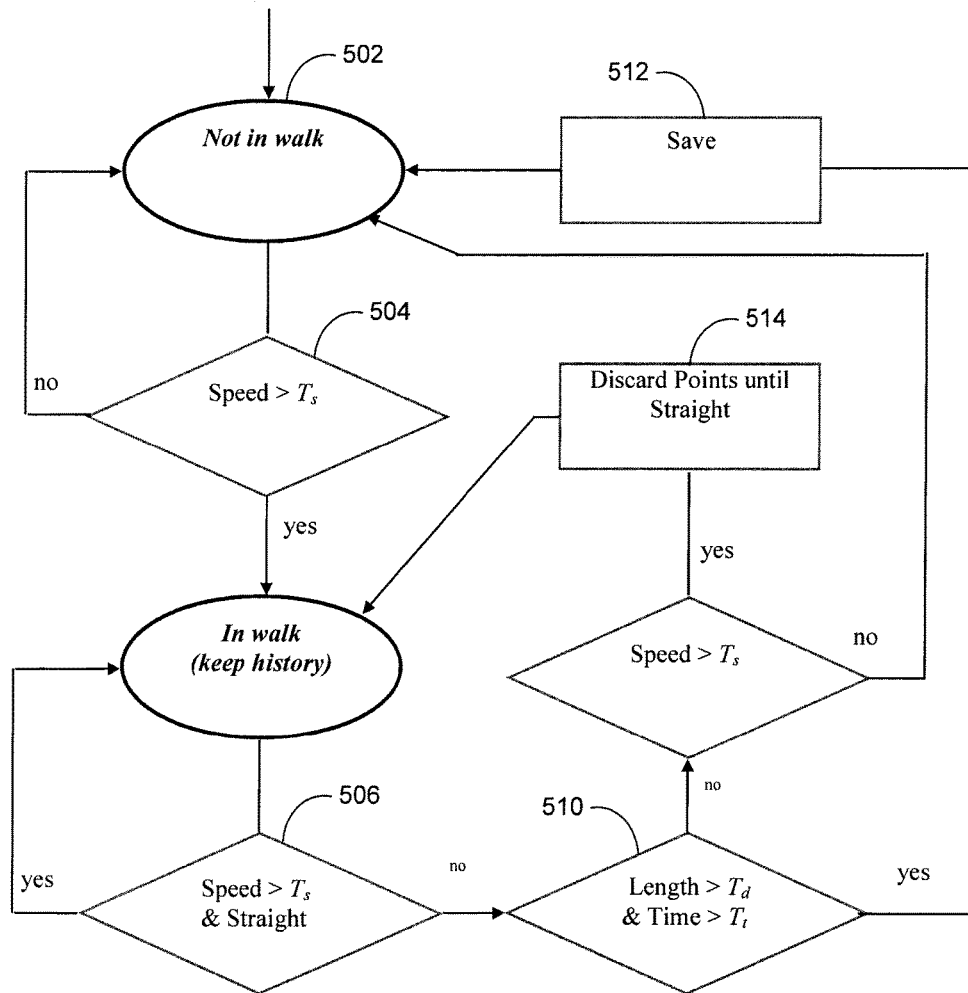 502
Not in walk
512
Save
504
Speed > Ts
no
yes
514
Discard Points until
Straight
yes
In walk
(keep history)
Speed > Ts
no
506
yes
Speed > Ts
& Straight
no
no
510
Length > Td
& Time > Tt
yes